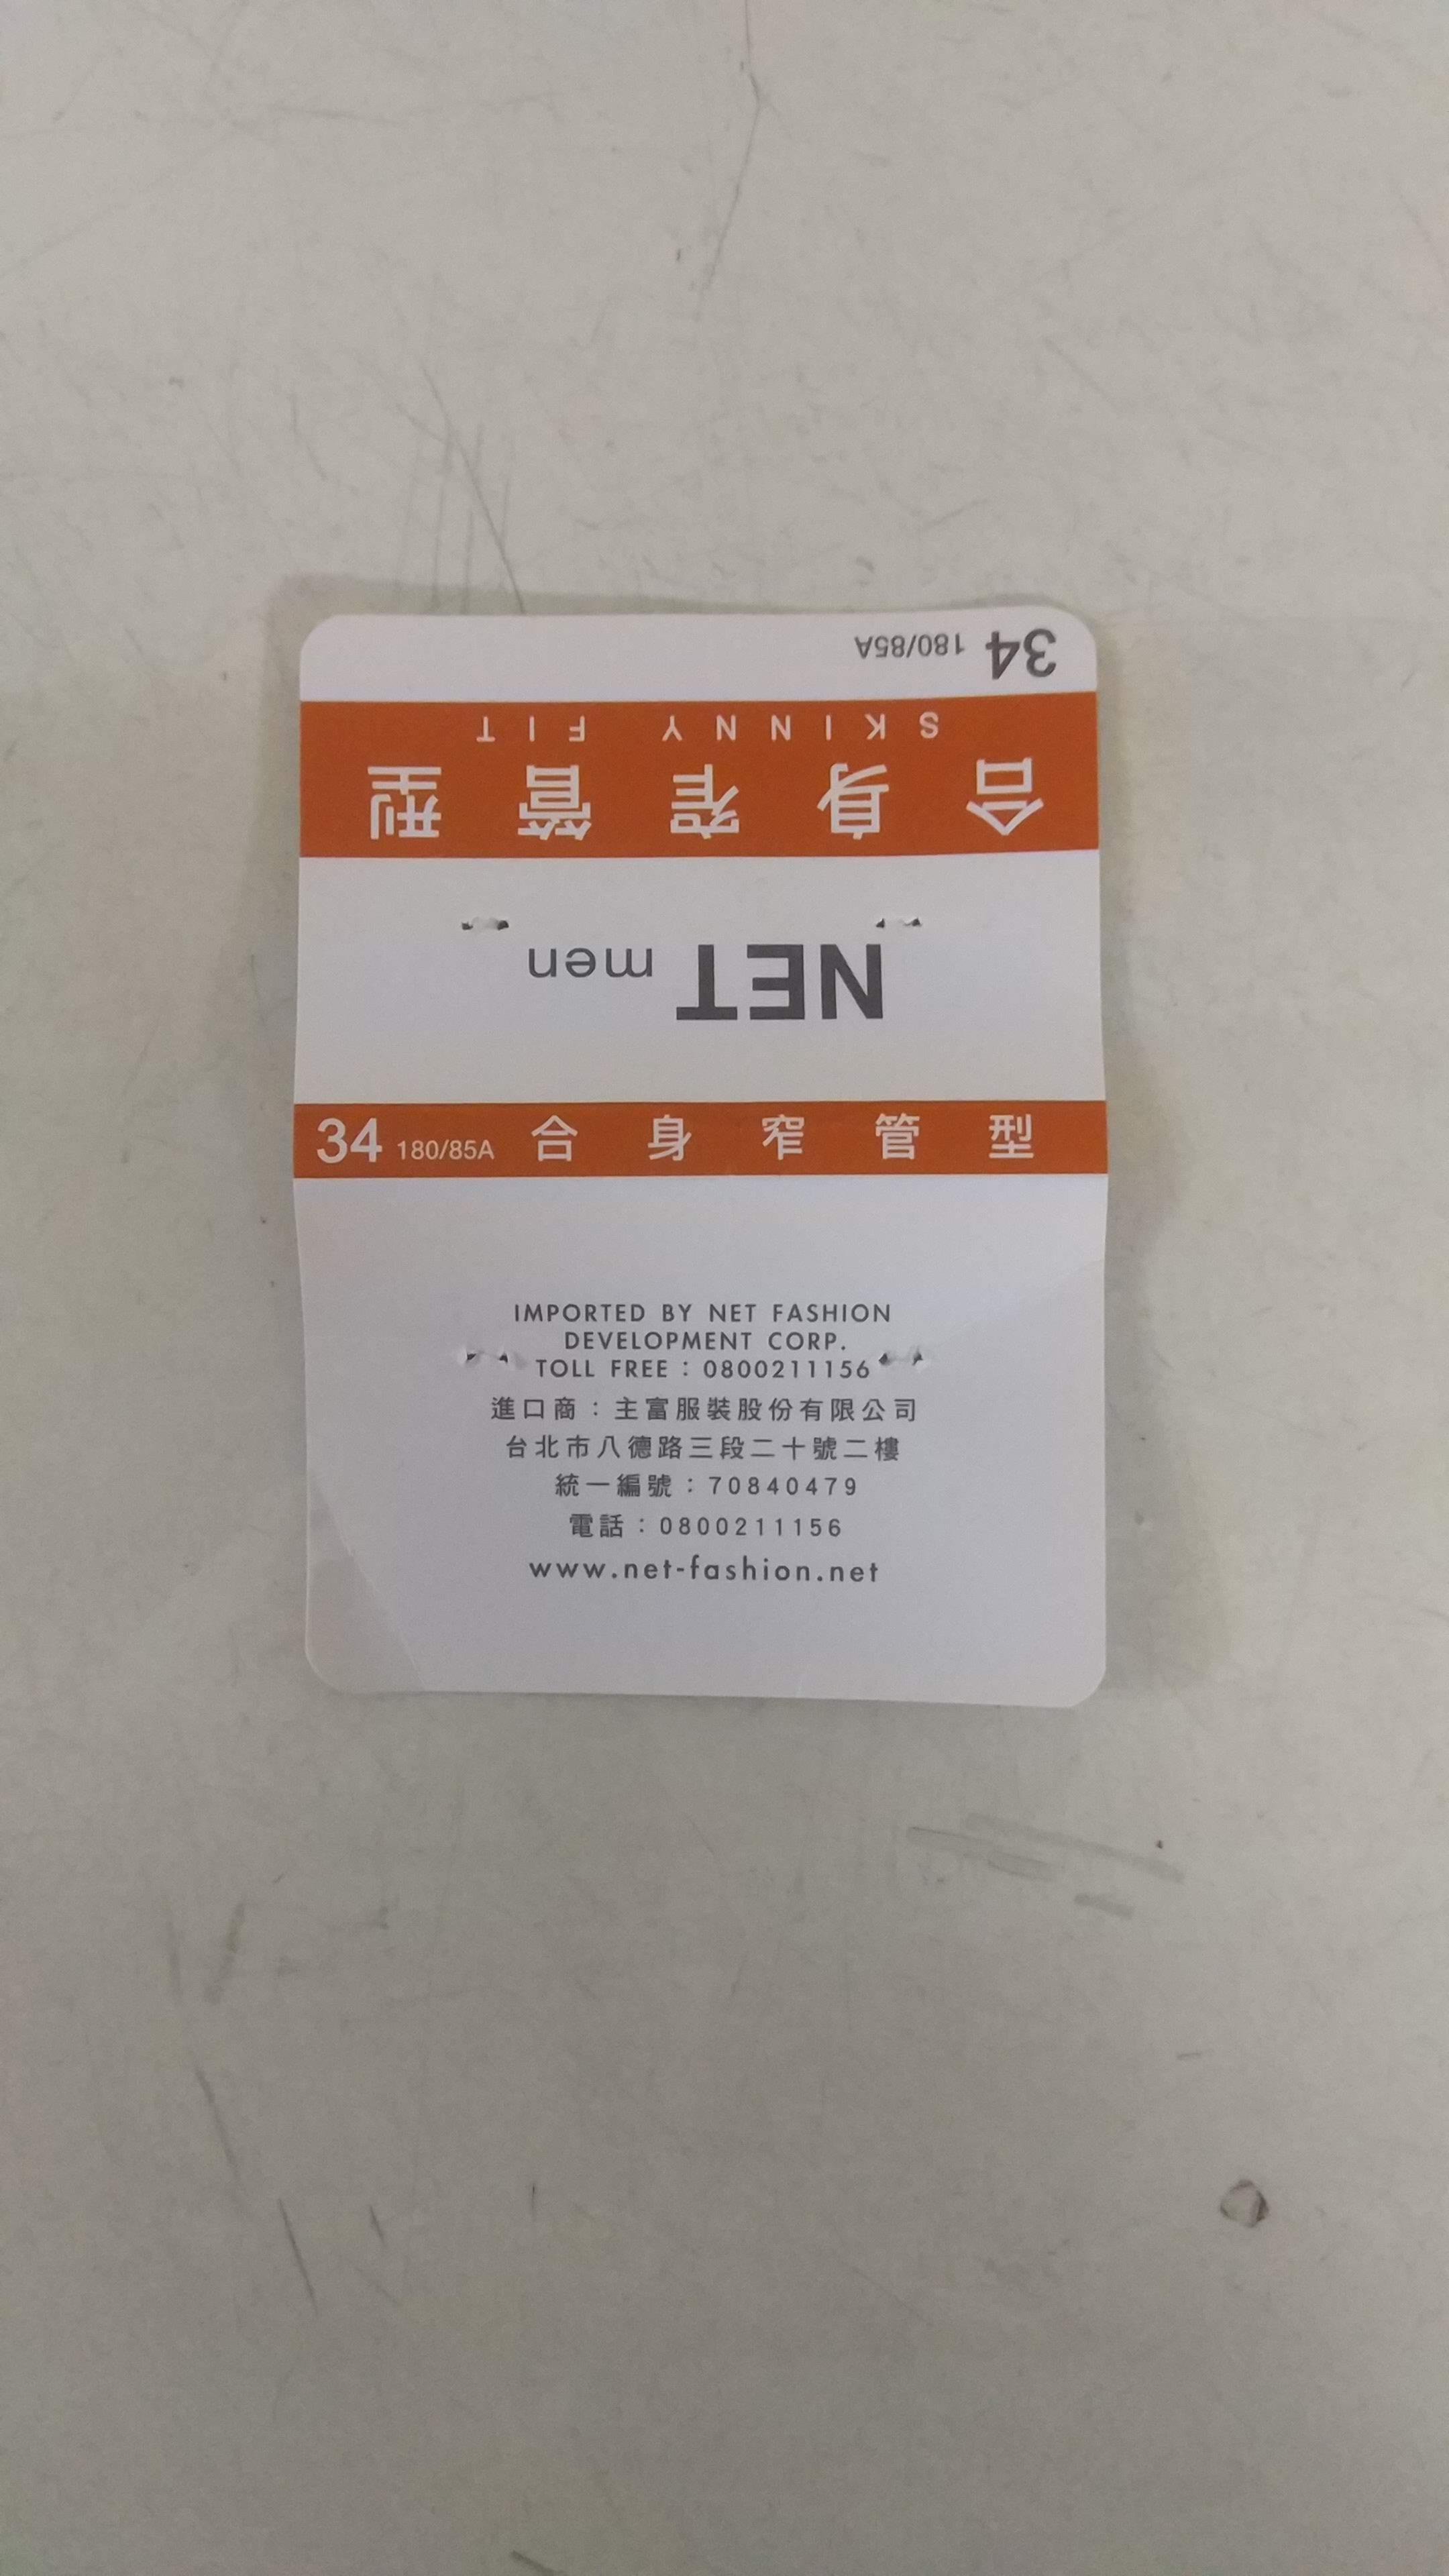 34 180/85A
SKINNY FIT
合身窄管型
NET men
34 180/85A 合身窄管型
IMPORTED BY NET FASHION
DEVELOPMENT CORP.
TOLL FREE：0800211156
進口商：主富服裝股份有限公司
台北市八德路三段二十號二樓
統一編號：70840479
電話：0800211156
www.net-fashion.net